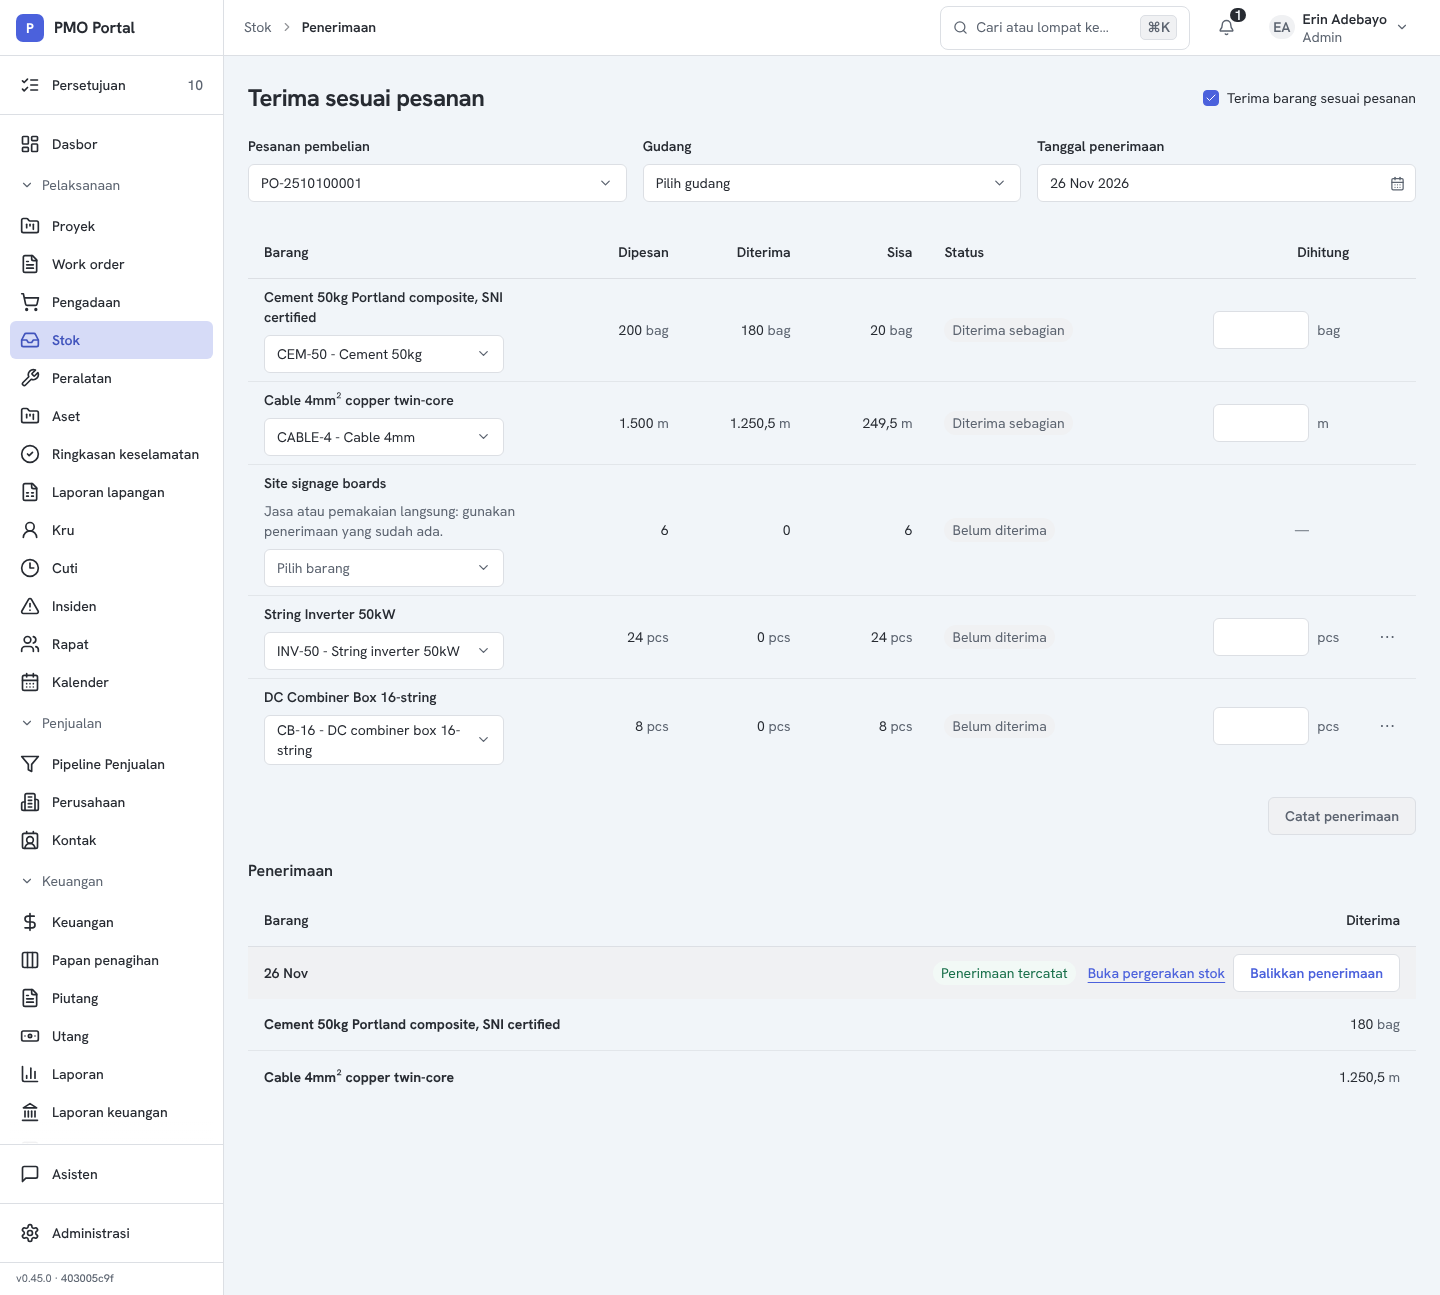 P PMO Portal
Stok > Penerimaan
Cari atau lompat ke... ⌘K
1
EA Erin Adebayo
Admin
Persetujuan 10
Dasbor
Pelaksanaan
Proyek
Work order
Pengadaan
Stok
Peralatan
Aset
Ringkasan keselamatan
Laporan lapangan
Kru
Cuti
Insiden
Rapat
Kalender
Penjualan
Pipeline Penjualan
Perusahaan
Kontak
Keuangan
Keuangan
Papan penagihan
Piutang
Utang
Laporan
Laporan keuangan
Asisten
Administrasi
v0.45.0 · 403005c9f
Terima sesuai pesanan
Terima barang sesuai pesanan
Pesanan pembelian Gudang Tanggal penerimaan
PO-2510100001 Pilih gudang 26 Nov 2026
Barang Dipesan Diterima Sisa Status Dihitung
Cement 50kg Portland composite, SNI
certified
CEM-50 - Cement 50kg
200 bag 180 bag 20 bag Diterima sebagian bag
Cable 4mm² copper twin-core
CABLE-4 - Cable 4mm
1.500 m 1.250,5 m 249,5 m Diterima sebagian m
Site signage boards
Jasa atau pemakaian langsung: gunakan
penerimaan yang sudah ada.
Pilih barang
6 0 6 Belum diterima —
String Inverter 50kW
INV-50 - String inverter 50kW
24 pcs 0 pcs 24 pcs Belum diterima pcs ...
DC Combiner Box 16-string
CB-16 - DC combiner box 16-
string
8 pcs 0 pcs 8 pcs Belum diterima pcs ...
Catat penerimaan
Penerimaan
Barang Diterima
26 Nov Penerimaan tercatat Buka pergerakan stok Balikkan penerimaan
Cement 50kg Portland composite, SNI certified 180 bag
Cable 4mm² copper twin-core 1.250,5 m